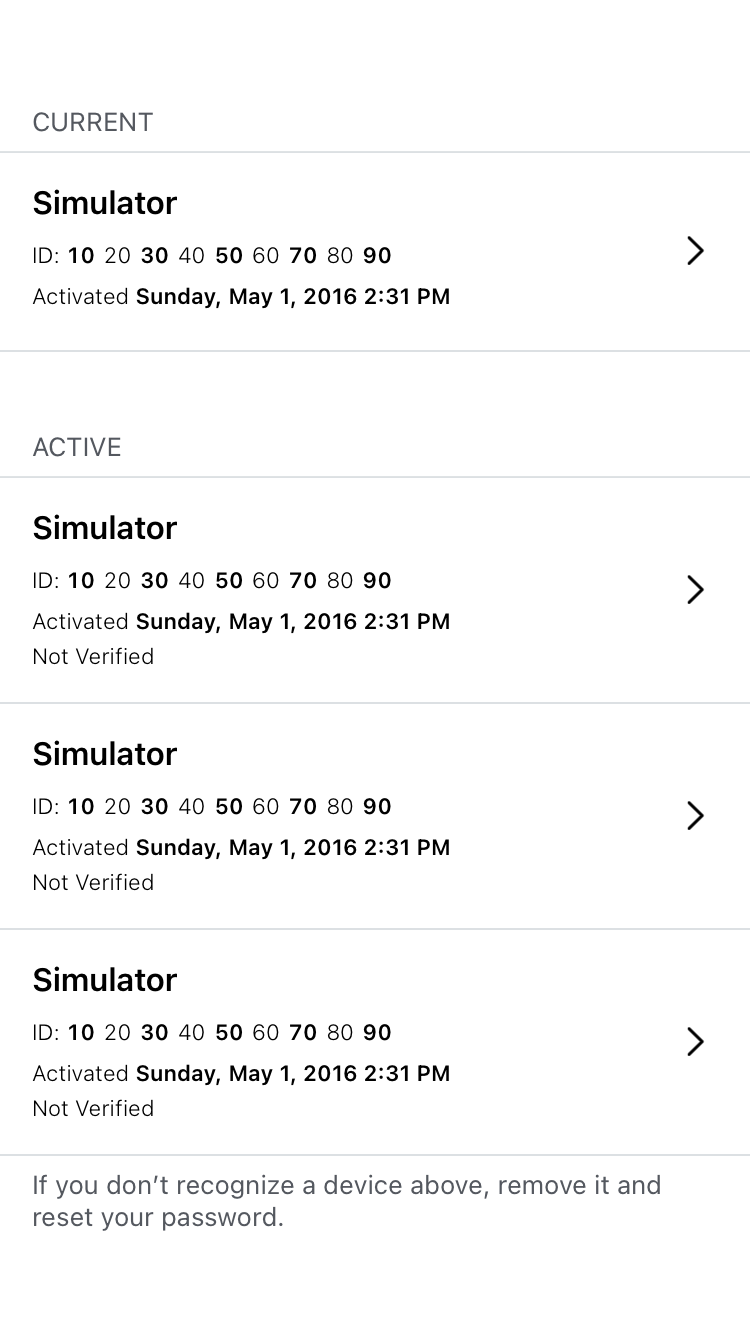 CURRENT
Simulator
ID: 10 20 30 40 50 60 70 80 90
Activated Sunday, May 1, 2016 2:31 PM
ACTIVE
Simulator
ID: 10 20 30 40 50 60 70 80 90
Activated Sunday, May 1, 2016 2:31 PM
Not Verified
Simulator
ID: 10 20 30 40 50 60 70 80 90
Activated Sunday, May 1, 2016 2:31 PM
Not Verified
Simulator
ID: 10 20 30 40 50 60 70 80 90
Activated Sunday, May 1, 2016 2:31 PM
Not Verified
If you don’t recognize a device above, remove it and
reset your password.